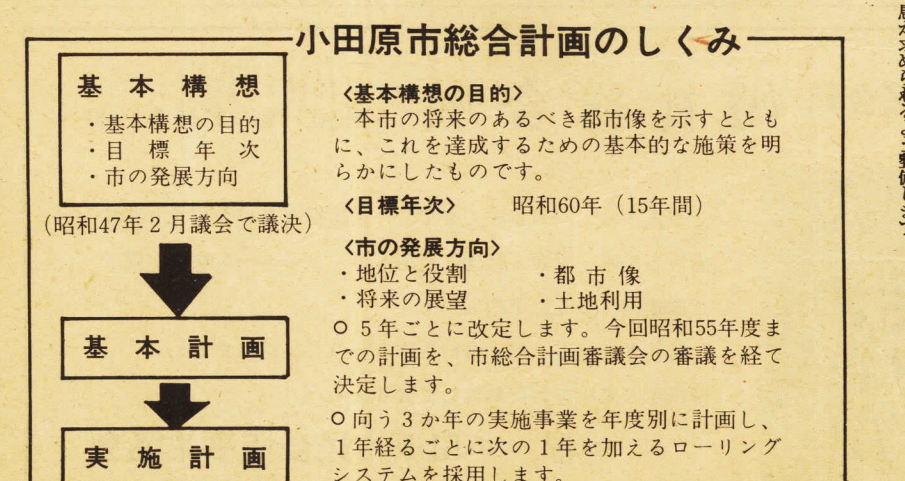 小田原市総合計画のしくみ
基本構想
・基本構想の目的
・目標年次
・市の発展方向
(昭和47年2月議会で議決)
基本計画
実施計画
〈基本構想の目的〉
本市の将来のあるべき都市像を示すととも
に、これを達成するための基本的な施策を明
らかにしたものです。
〈目標年次〉 昭和60年(15年間)
〈市の発展方向〉
・地位と役割 ・都市像
・将来の展望 ・土地利用
○5年ごとに改定します。今回昭和55年度ま
での計画を、市総合計画審議会の審議を経て
決定します。
○向う3か年の実施事業を年度別に計画し、
1年経るごとに次の1年を加えるローリング
システムを採用します。